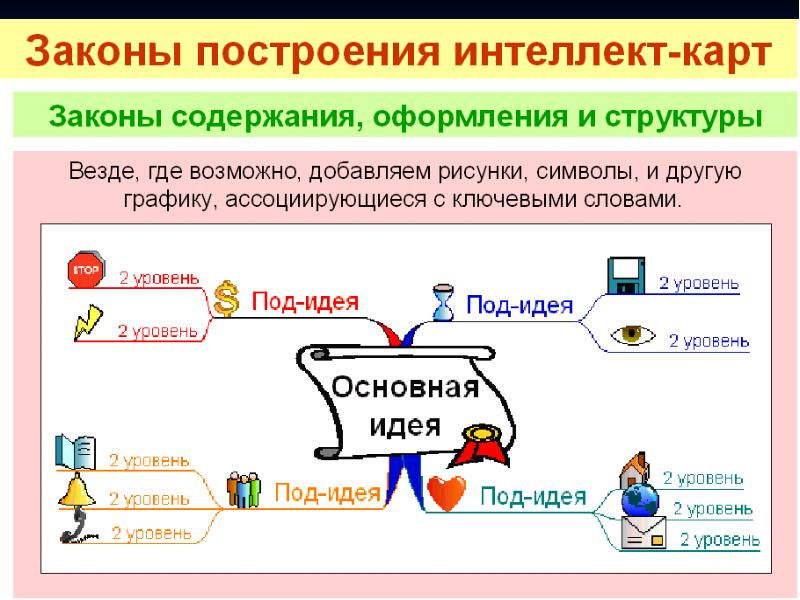 Законы построения интеллект-карт
Законы содержания, оформления и структуры
Везде, где возможно, добавляем рисунки, символы, и другую
графику, ассоциирующиеся с ключевыми словами.
STOP
2 уровень
2 уровень
Под-идея
Под-идея
2 уровень
2 уровень
Основная
идея
2 уровень
2 уровень
2 уровень
Под-идея
Под-идея
2 уровень
2 уровень
2 уровень